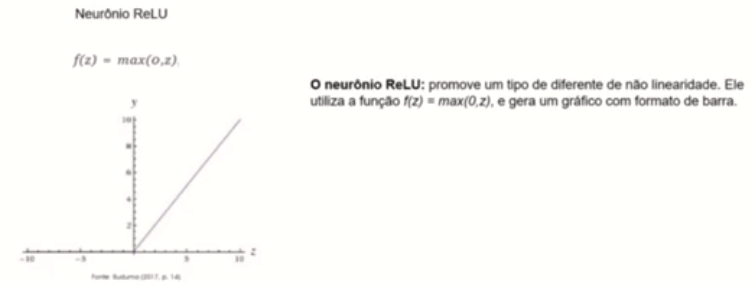 Neurônio ReLU
f(z) = max(o,z).
O neurônio ReLU: promove um tipo de diferente de não linearidade. Ele
utiliza a função f(z) = max(0,z), e gera um gráfico com formato de barra.
y
10
8
6
4
2
-10 -5 5 10 z
Fonte: Buduma (2017, p. 14)